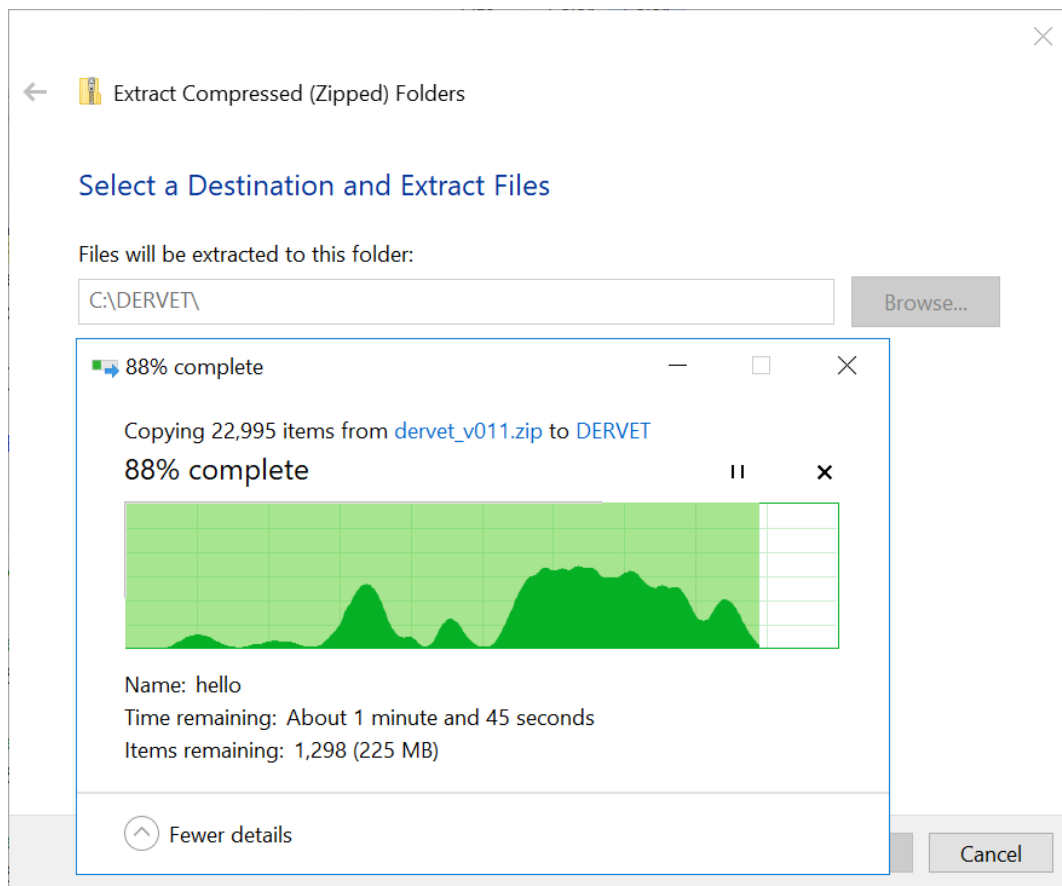 Extract Compressed (Zipped) Folders
Select a Destination and Extract Files
Files will be extracted to this folder:
C:\DERVET\
Browse...
88% complete
Copying 22,995 items from dervet_v011.zip to DERVET
88% complete
Name: hello
Time remaining: About 1 minute and 45 seconds
Items remaining: 1,298 (225 MB)
Fewer details
Cancel